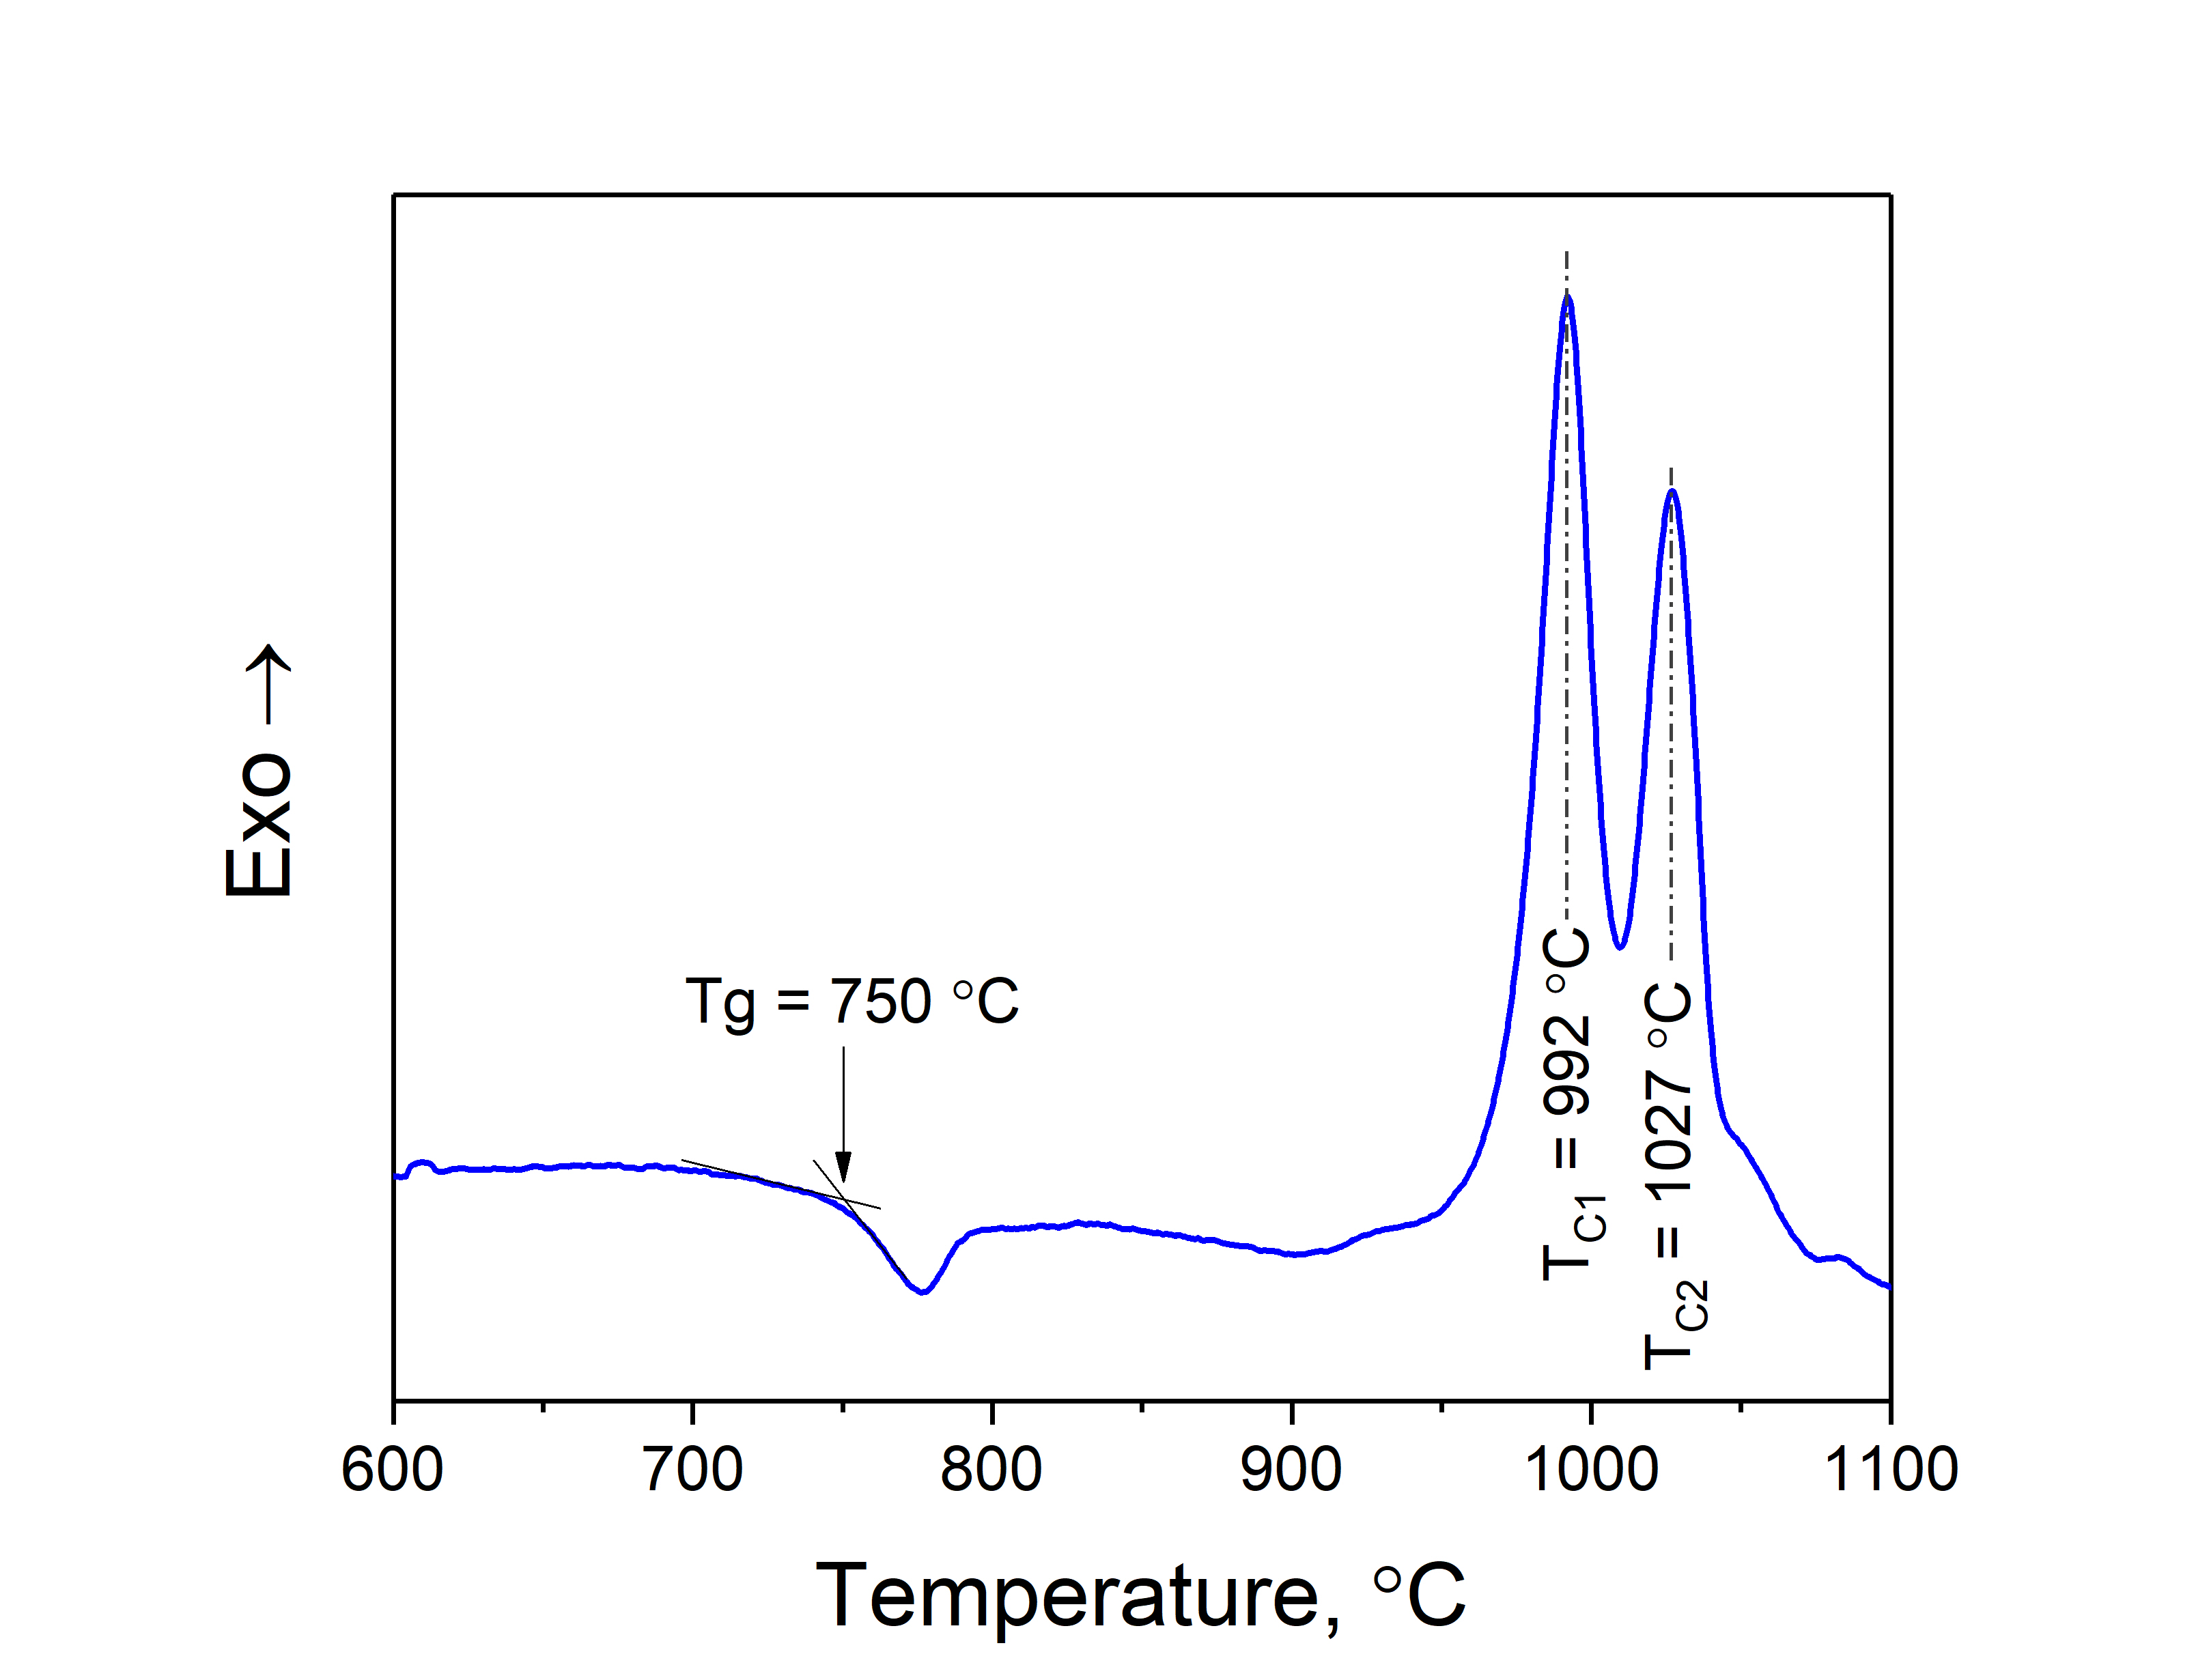 Exo →
Tg = 750 °C
T_C1 = 992 °C
T_C2 = 1027 °C
600 700 800 900 1000 1100
Temperature, °C